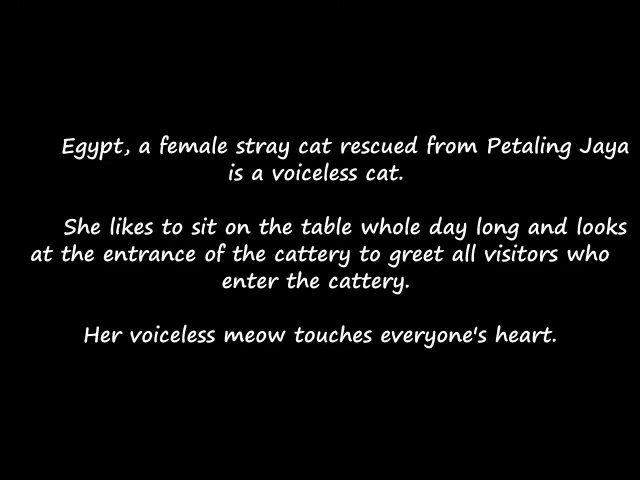 Egypt, a female stray cat rescued from Petaling Jaya
is a voiceless cat.
She likes to sit on the table whole day long and looks
at the entrance of the cattery to greet all visitors who
enter the cattery.
Her voiceless meow touches everyone's heart.